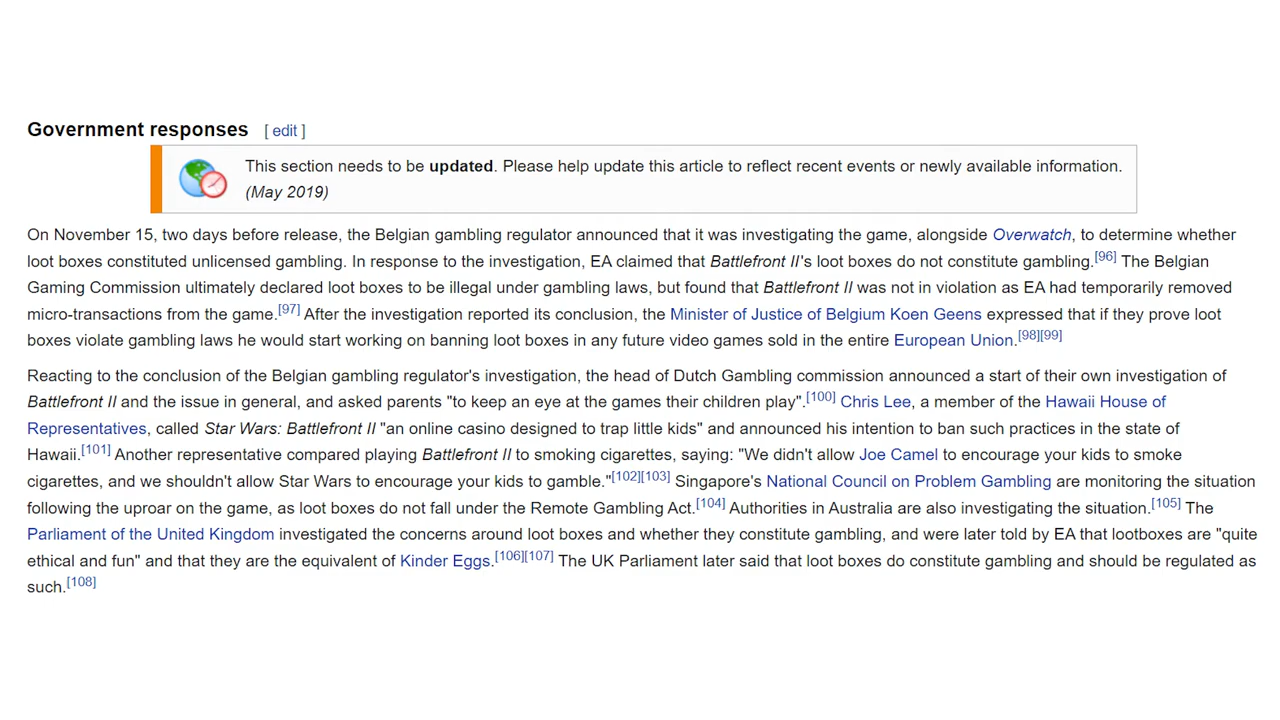 Government responses [ edit ]
This section needs to be updated. Please help update this article to reflect recent events or newly available information.
(May 2019)
On November 15, two days before release, the Belgian gambling regulator announced that it was investigating the game, alongside Overwatch, to determine whether
loot boxes constituted unlicensed gambling. In response to the investigation, EA claimed that Battlefront II's loot boxes do not constitute gambling.[96] The Belgian
Gaming Commission ultimately declared loot boxes to be illegal under gambling laws, but found that Battlefront II was not in violation as EA had temporarily removed
micro-transactions from the game.[97] After the investigation reported its conclusion, the Minister of Justice of Belgium Koen Geens expressed that if they prove loot
boxes violate gambling laws he would start working on banning loot boxes in any future video games sold in the entire European Union.[98][99]
Reacting to the conclusion of the Belgian gambling regulator's investigation, the head of Dutch Gambling commission announced a start of their own investigation of
Battlefront II and the issue in general, and asked parents "to keep an eye at the games their children play".[100] Chris Lee, a member of the Hawaii House of
Representatives, called Star Wars: Battlefront II "an online casino designed to trap little kids" and announced his intention to ban such practices in the state of
Hawaii.[101] Another representative compared playing Battlefront II to smoking cigarettes, saying: "We didn't allow Joe Camel to encourage your kids to smoke
cigarettes, and we shouldn't allow Star Wars to encourage your kids to gamble."[102][103] Singapore's National Council on Problem Gambling are monitoring the situation
following the uproar on the game, as loot boxes do not fall under the Remote Gambling Act.[104] Authorities in Australia are also investigating the situation.[105] The
Parliament of the United Kingdom investigated the concerns around loot boxes and whether they constitute gambling, and were later told by EA that lootboxes are "quite
ethical and fun" and that they are the equivalent of Kinder Eggs.[106][107] The UK Parliament later said that loot boxes do constitute gambling and should be regulated as
such.[108]